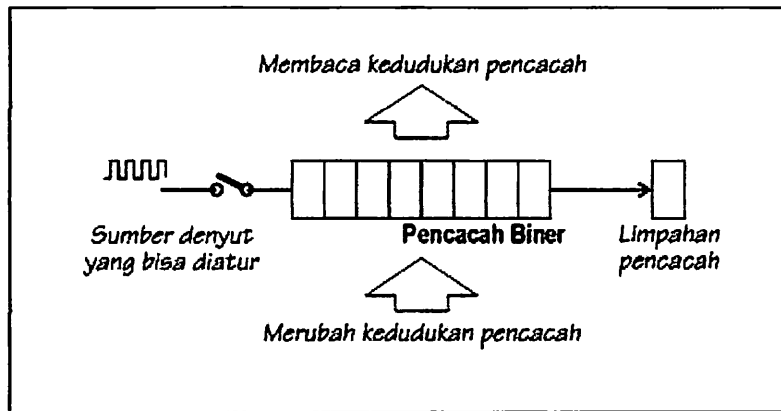 Membaca kedudukan pencacah
Sumber denyut
yang bisa diatur
Pencacah Biner
Limpahan
pencacah
Merubah kedudukan pencacah